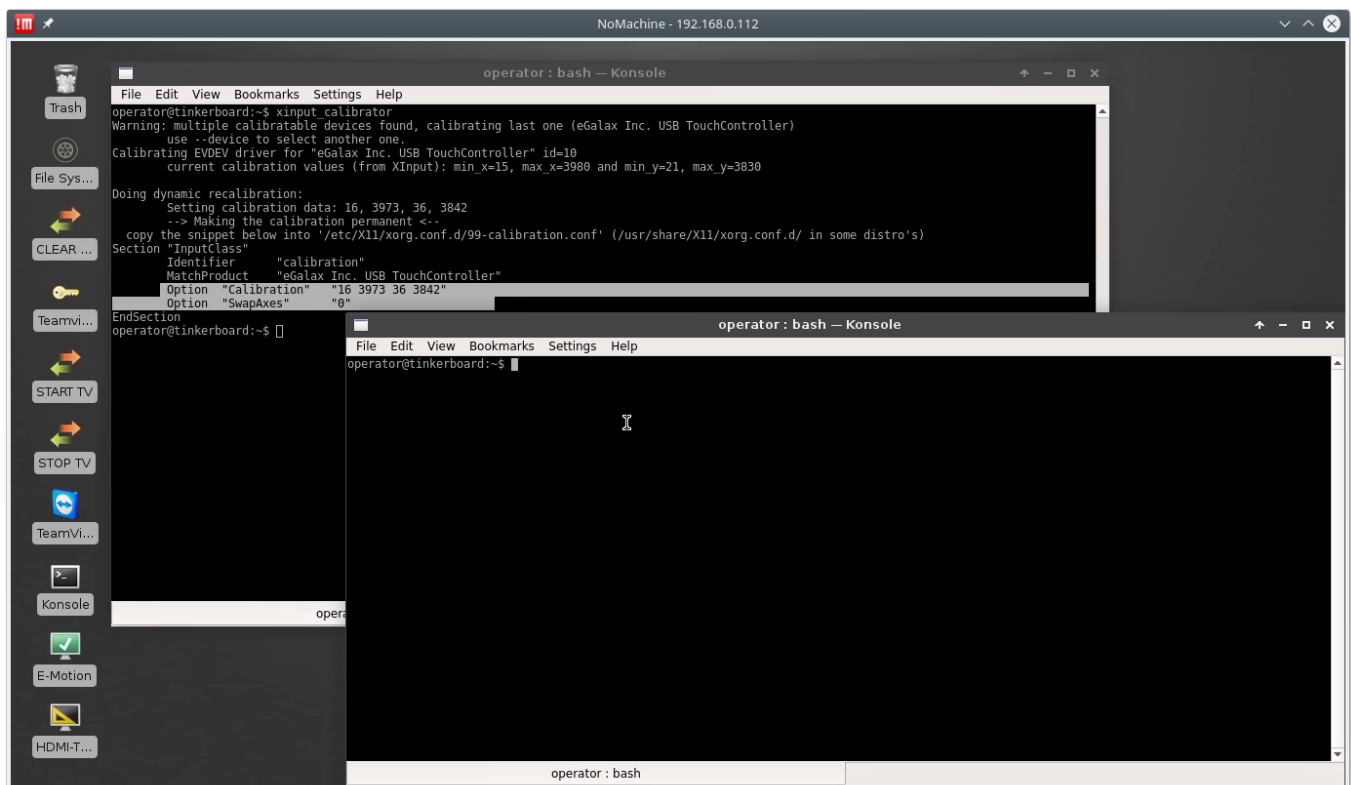 !M
NoMachine - 192.168.0.112
Trash
File Sys...
CLEAR ...
Teamvi...
START TV
STOP TV
TeamVi...
Konsole
E-Motion
HDMI-T...
operator : bash — Konsole
File Edit View Bookmarks Settings Help
operator@tinkerboard:~$ xinput_calibrator
Warning: multiple calibratable devices found, calibrating last one (eGalax Inc. USB TouchController)
use --device to select another one.
Calibrating EVDEV driver for "eGalax Inc. USB TouchController" id=10
current calibration values (from XInput): min_x=15, max_x=3980 and min_y=21, max_y=3830
Doing dynamic recalibration:
Setting calibration data: 16, 3973, 36, 3842
--> Making the calibration permanent <--
copy the snippet below into '/etc/X11/xorg.conf.d/99-calibration.conf' (/usr/share/X11/xorg.conf.d/ in some distro's)
Section "InputClass"
Identifier "calibration"
MatchProduct "eGalax Inc. USB TouchController"
Option "Calibration" "16 3973 36 3842"
Option "SwapAxes" "0"
EndSection
operator@tinkerboard:~$
opera
operator : bash — Konsole
File Edit View Bookmarks Settings Help
operator@tinkerboard:~$
operator : bash